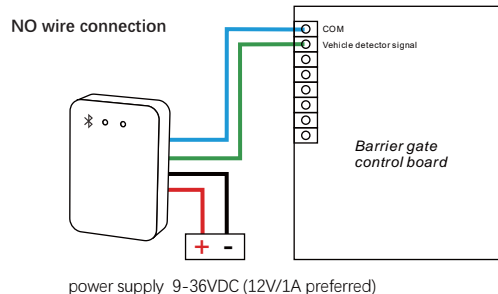 NO wire connection
COM
Vehicle detector signal
Barrier gate
control board
+ -
power supply 9-36VDC (12V/1A preferred)